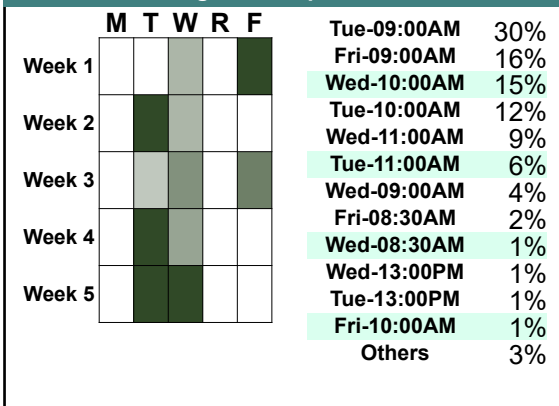 M T W R F
Week 1
Week 2
Week 3
Week 4
Week 5
Tue-09:00AM 30%
Fri-09:00AM 16%
Wed-10:00AM 15%
Tue-10:00AM 12%
Wed-11:00AM 9%
Tue-11:00AM 6%
Wed-09:00AM 4%
Fri-08:30AM 2%
Wed-08:30AM 1%
Wed-13:00PM 1%
Tue-13:00PM 1%
Fri-10:00AM 1%
Others 3%